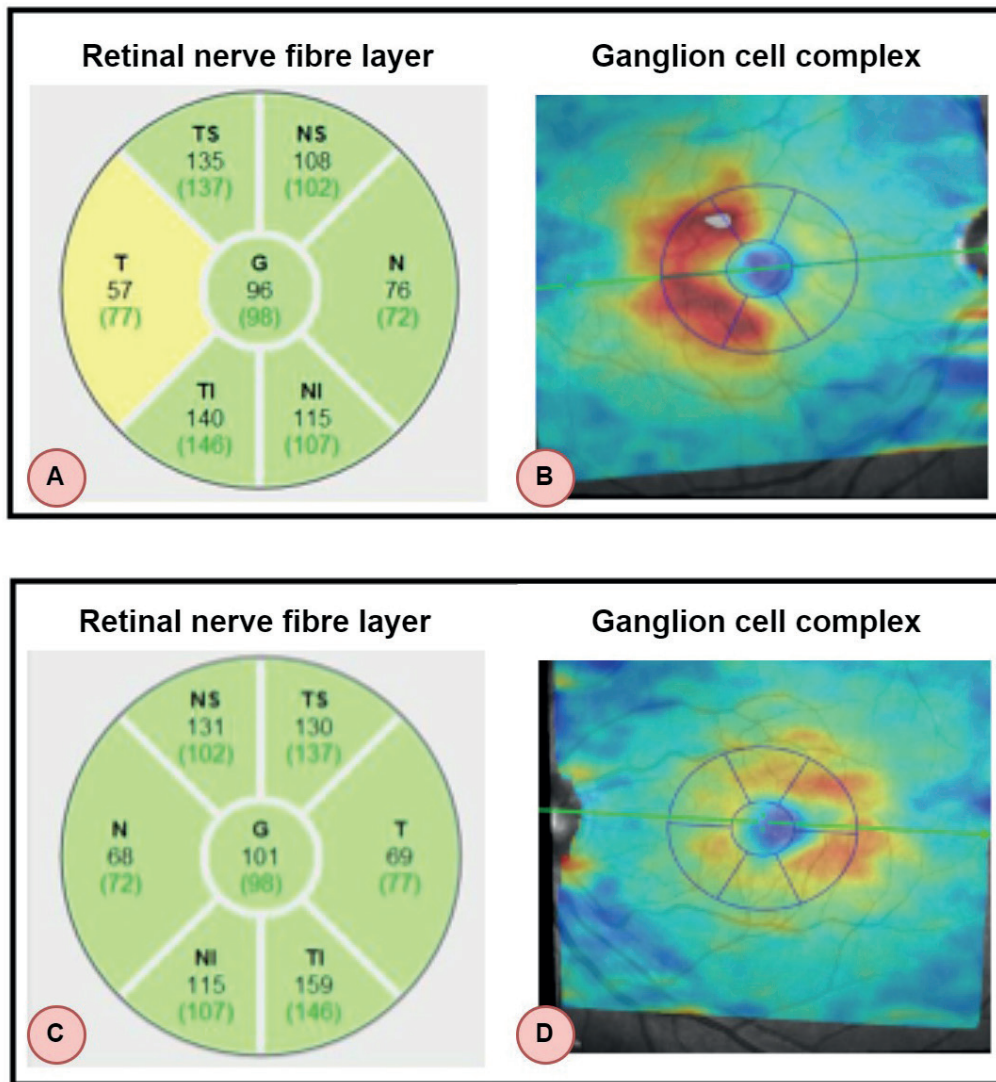 Retinal nerve fibre layer
Ganglion cell complex
TS
135
(137)
NS
108
(102)
T
57
(77)
G
96
(98)
N
76
(72)
TI
140
(146)
NI
115
(107)
A
B
Retinal nerve fibre layer
Ganglion cell complex
NS
131
(102)
TS
130
(137)
N
68
(72)
G
101
(98)
T
69
(77)
NI
115
(107)
TI
159
(146)
C
D